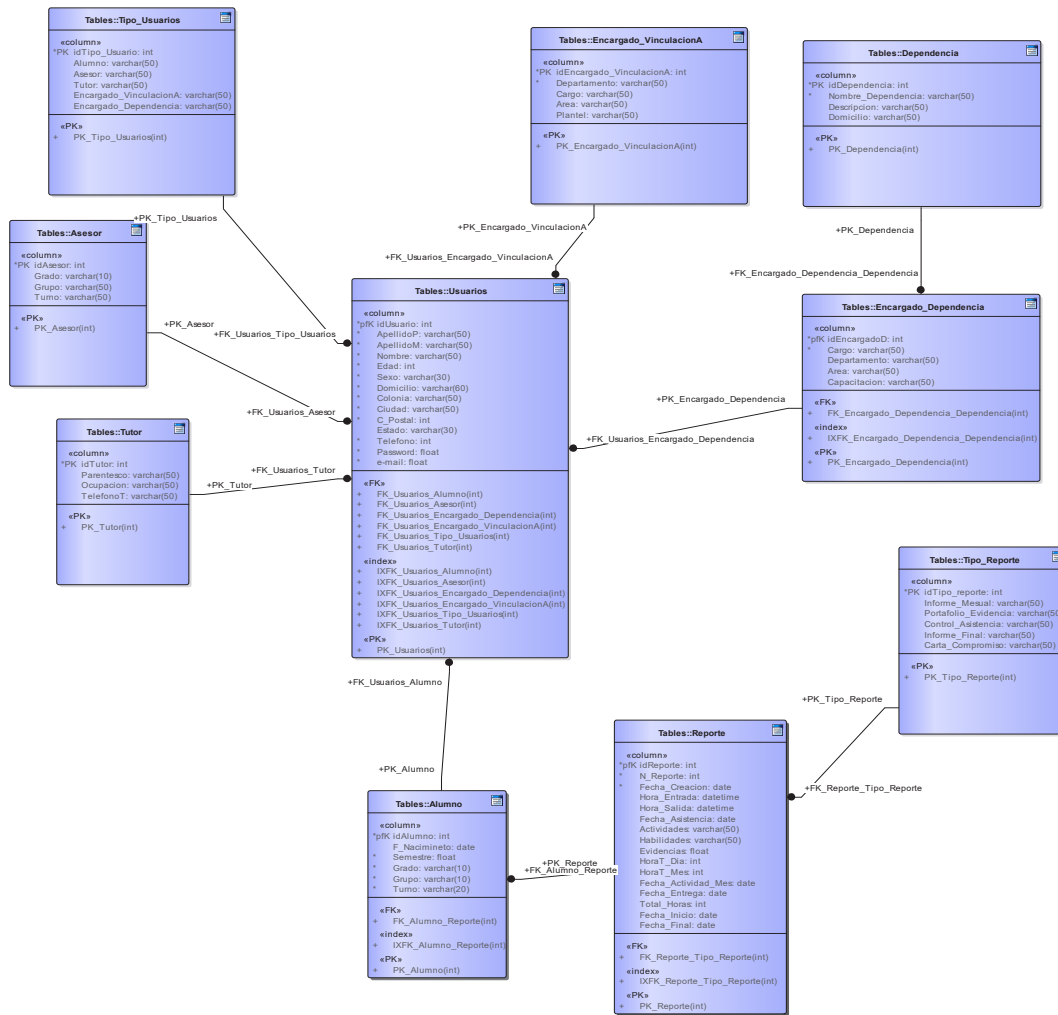 Tables::Tipo_Usuarios
«column»
*PK idTipo_Usuario: int
Alumno: varchar(50)
Asesor: varchar(50)
Tutor: varchar(50)
Encargado_VinculacionA: varchar(50)
Encargado_Dependencia: varchar(50)
«PK»
+ PK_Tipo_Usuarios(int)
Tables::Encargado_VinculacionA
«column»
*PK idEncargado_VinculacionA: int
* Departamento: varchar(50)
Cargo: varchar(50)
Area: varchar(50)
Plantel: varchar(50)
«PK»
+ PK_Encargado_VinculacionA(int)
Tables::Dependencia
«column»
*PK idDependencia: int
* Nombre_Dependencia: varchar(50)
Descripcion: varchar(50)
Domicilio: varchar(50)
«PK»
+ PK_Dependencia(int)
+PK_Tipo_Usuarios
+PK_Encargado_VinculacionA
+PK_Dependencia
Tables::Asesor
«column»
*PK idAsesor: int
Grado: varchar(10)
Grupo: varchar(50)
Turno: varchar(50)
«PK»
+ PK_Asesor(int)
+FK_Usuarios_Encargado_VinculacionA
+FK_Encargado_Dependencia_Dependencia
+PK_Asesor
+FK_Usuarios_Tipo_Usuarios
+FK_Usuarios_Asesor
Tables::Usuarios
«column»
*pfK idUsuario: int
* ApellidoP: varchar(50)
* ApellidoM: varchar(50)
* Nombre: varchar(50)
* Edad: int
* Sexo: varchar(30)
* Domicilio: varchar(60)
* Colonia: varchar(50)
* Ciudad: varchar(50)
* C_Postal: int
Estado: varchar(30)
* Telefono: int
* Password: float
* e-mail: float
«FK»
+ FK_Usuarios_Alumno(int)
+ FK_Usuarios_Asesor(int)
+ FK_Usuarios_Encargado_Dependencia(int)
+ FK_Usuarios_Encargado_VinculacionA(int)
+ FK_Usuarios_Tipo_Usuarios(int)
+ FK_Usuarios_Tutor(int)
«index»
+ IXFK_Usuarios_Alumno(int)
+ IXFK_Usuarios_Asesor(int)
+ IXFK_Usuarios_Encargado_Dependencia(int)
+ IXFK_Usuarios_Encargado_VinculacionA(int)
+ IXFK_Usuarios_Tipo_Usuarios(int)
+ IXFK_Usuarios_Tutor(int)
«PK»
+ PK_Usuarios(int)
Tables::Encargado_Dependencia
«column»
*pfK idEncargadoD: int
* Cargo: varchar(50)
Departamento: varchar(50)
Area: varchar(50)
Capacitacion: varchar(50)
«FK»
+ FK_Encargado_Dependencia_Dependencia(int)
«index»
+ IXFK_Encargado_Dependencia_Dependencia(int)
«PK»
+ PK_Encargado_Dependencia(int)
+PK_Encargado_Dependencia
+FK_Usuarios_Encargado_Dependencia
Tables::Tutor
«column»
*PK idTutor: int
Parentesco: varchar(50)
Ocupacion: varchar(50)
TelefonoT: varchar(50)
«PK»
+ PK_Tutor(int)
+FK_Usuarios_Tutor
+PK_Tutor
Tables::Tipo_Reporte
«column»
*PK idTipo_reporte: int
Informe_Mesual: varchar(50)
Portafolio_Evidencia: varchar(50)
Control_Asistencia: varchar(50)
Informe_Final: varchar(50)
Carta_Compromiso: varchar(50)
«PK»
+ PK_Tipo_Reporte(int)
+FK_Usuarios_Alumno
+PK_Alumno
+PK_Tipo_Reporte
+FK_Reporte_Tipo_Reporte
Tables::Alumno
«column»
*pfK idAlumno: int
F_Nacimineto: date
* Semestre: float
* Grado: varchar(10)
* Grupo: varchar(10)
* Turno: varchar(20)
«FK»
+ FK_Alumno_Reporte(int)
«index»
+ IXFK_Alumno_Reporte(int)
«PK»
+ PK_Alumno(int)
+PK_Reporte
+FK_Alumno_Reporte
Tables::Reporte
«column»
*pfK idReporte: int
* N_Reporte: int
* Fecha_Creacion: date
Hora_Entrada: datetime
Hora_Salida: datetime
Fecha_Asistencia: date
Actividades: varchar(50)
Habilidades: varchar(50)
Evidencias: float
HoraT_Dia: int
HoraT_Mes: int
Fecha_Actividad_Mes: date
Fecha_Entrega: date
Total_Horas: int
Fecha_Inicio: date
Fecha_Final: date
«FK»
+ FK_Reporte_Tipo_Reporte(int)
«index»
+ IXFK_Reporte_Tipo_Reporte(int)
«PK»
+ PK_Reporte(int)